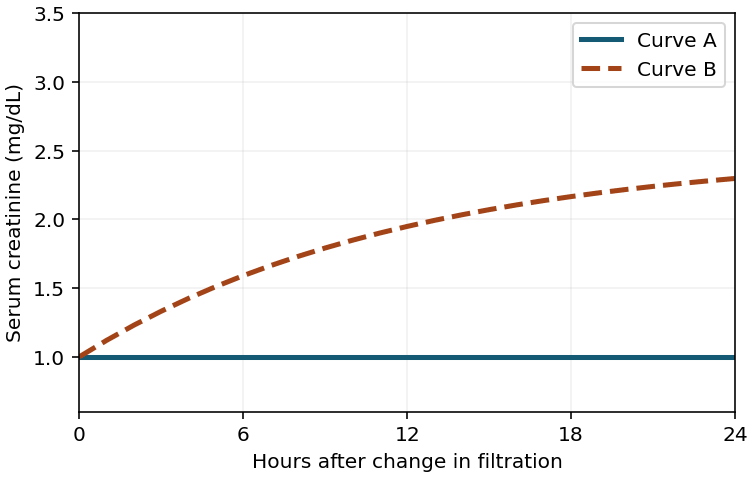 3.5
3.0
2.5
2.0
1.5
1.0
Serum creatinine (mg/dL)
Curve A
Curve B
0 6 12 18 24
Hours after change in filtration